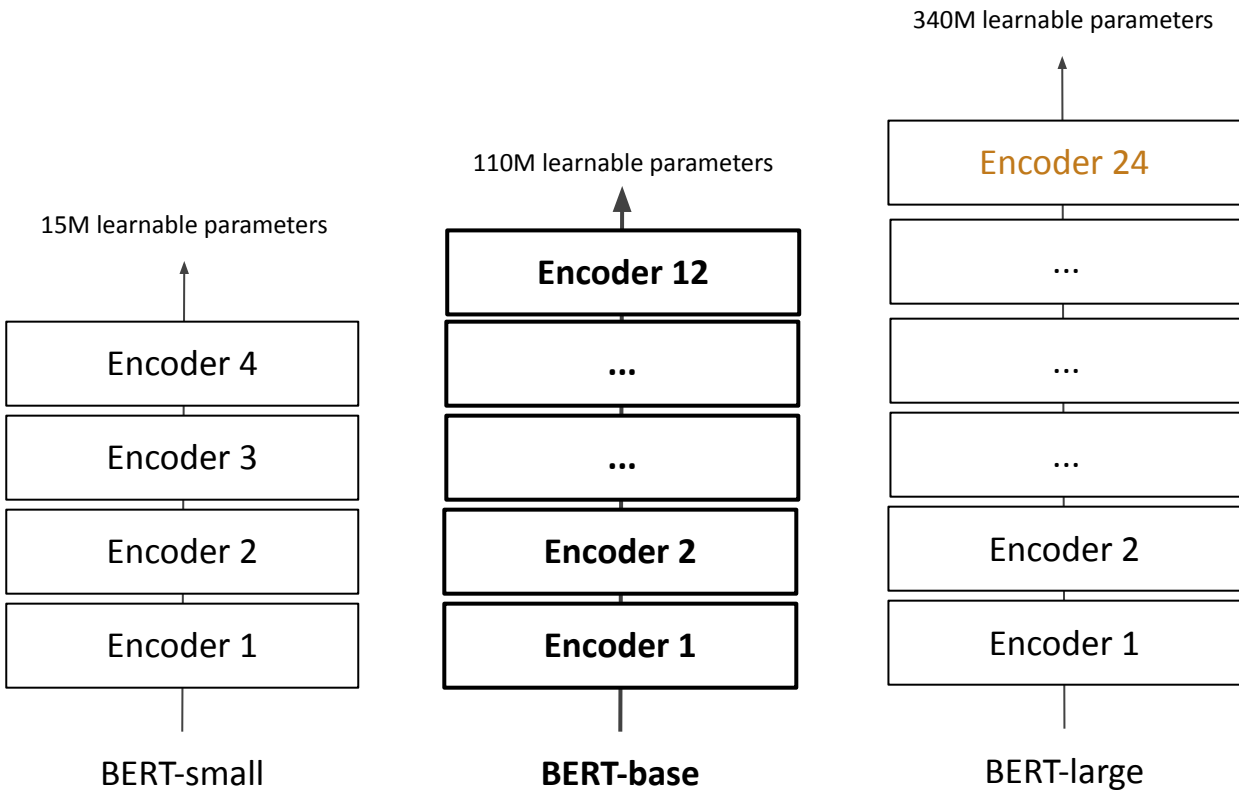 15M learnable parameters
Encoder 4
Encoder 3
Encoder 2
Encoder 1
BERT-small
110M learnable parameters
Encoder 12
...
...
Encoder 2
Encoder 1
BERT-base
340M learnable parameters
Encoder 24
...
...
...
Encoder 2
Encoder 1
BERT-large